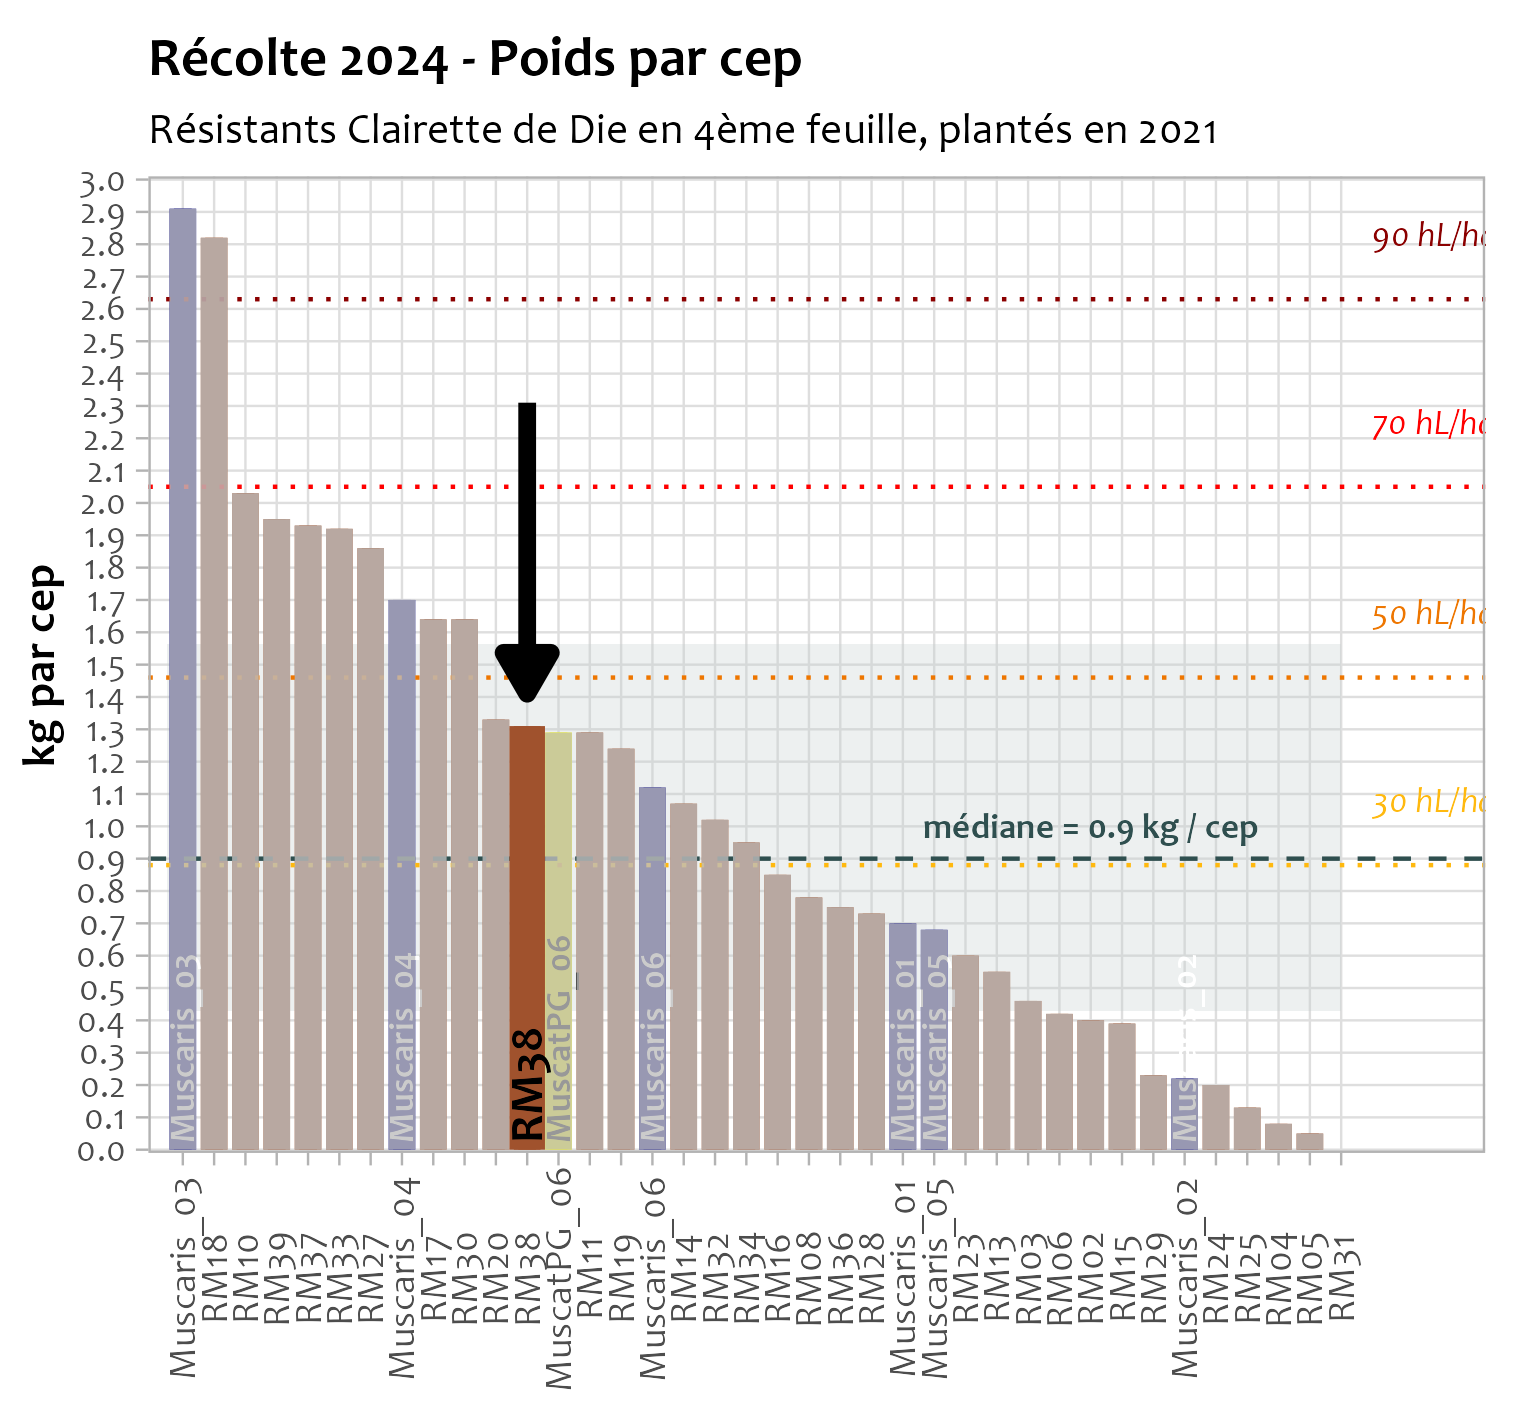 Récolte 2024 - Poids par cep
Résistants Clairette de Die en 4ème feuille, plantés en 2021
kg par cep
3.0
2.9
2.8
2.7
2.6
2.5
2.4
2.3
2.2
2.1
2.0
1.9
1.8
1.7
1.6
1.5
1.4
1.3
1.2
1.1
1.0
0.9
0.8
0.7
0.6
0.5
0.4
0.3
0.2
0.1
0.0
90 hL/ha
70 hL/ha
50 hL/ha
30 hL/ha
médiane = 0.9 kg / cep
Muscaris_03
Muscaris_04
RM38
MuscatPG_06
Muscaris_06
Muscaris_01
Muscaris_05
Muscaris_02
Muscaris_03
RM18
RM10
RM39
RM37
RM33
RM27
Muscaris_04
RM17
RM30
RM20
RM38
MuscatPG_06
RM11
RM19
Muscaris_06
RM14
RM32
RM34
RM16
RM08
RM36
RM28
Muscaris_01
Muscaris_05
RM23
RM13
RM03
RM06
RM02
RM15
RM29
Muscaris_02
RM24
RM25
RM04
RM05
RM31